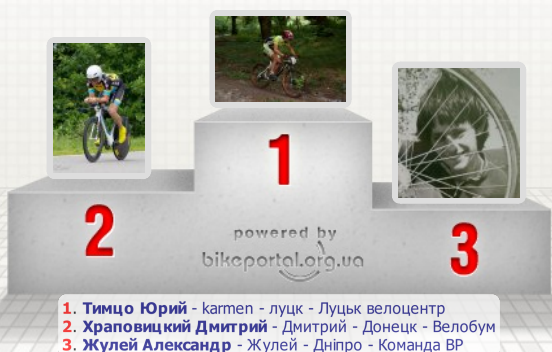 1
2
3
powered by
bikeportal.org.ua
1. Тимцо Юрий - karmen - луцк - Луцьк велоцентр
2. Храповицкий Дмитрий - Дмитрий - Донецк - Велобум
3. Жулей Александр - Жулей - Дніпро - Команда ВР